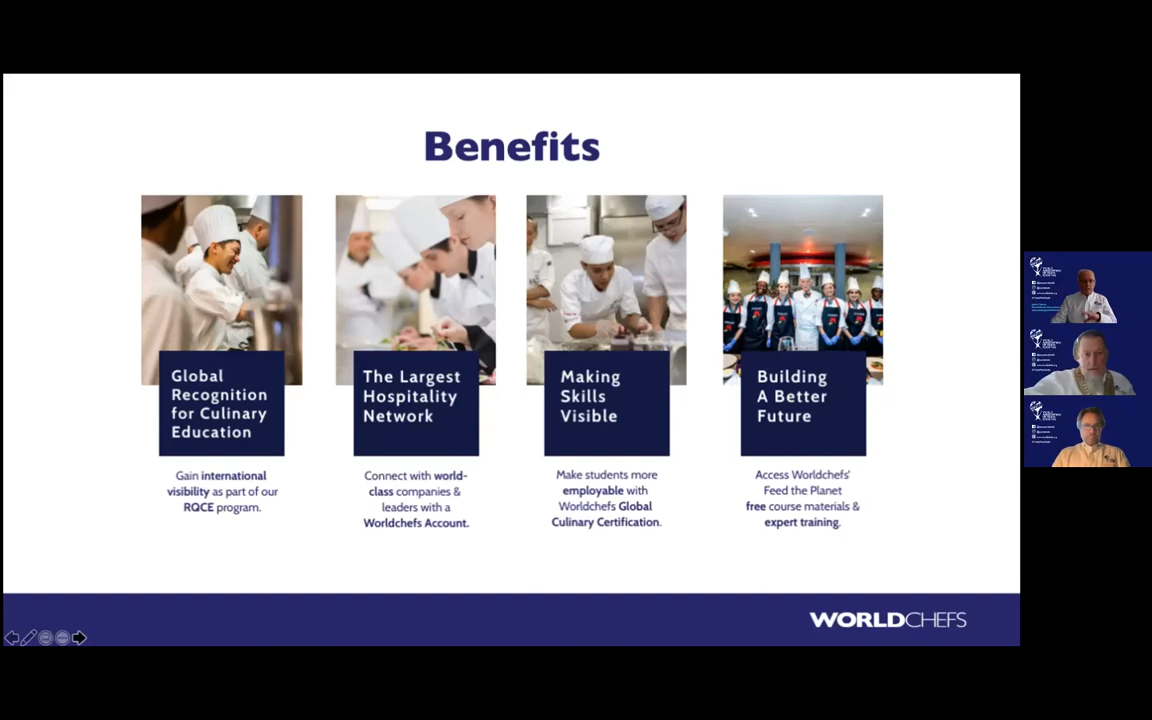 Benefits
Global
Recognition
for Culinary
Education
Gain international
visibility as part of our
RQCE program.
The Largest
Hospitality
Network
Connect with world-
class companies &
leaders with a
Worldchefs Account.
Making
Skills
Visible
Make students more
employable with
Worldchefs Global
Culinary Certification.
Building
A Better
Future
Access Worldchefs'
Feed the Planet
free course materials &
expert training.
WORLDCHEFS